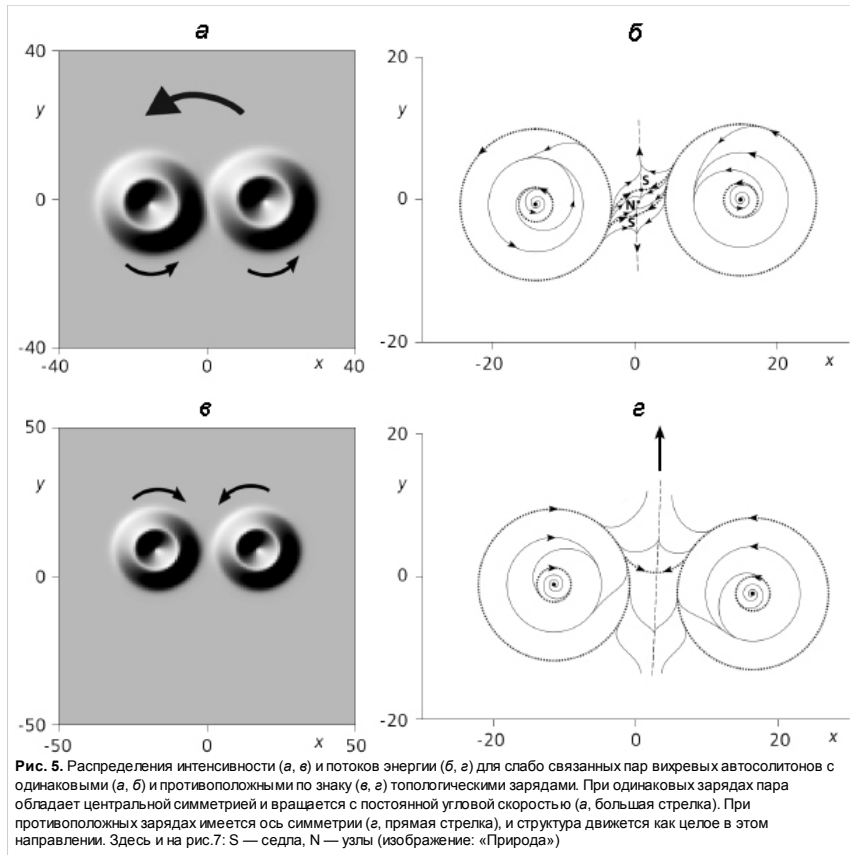 а
б
40
y
0
-40
-40
0
x
40
20
y
0
-20
S
N
S
-20
0
20
x
в
г
50
y
0
-50
-50
0
x
50
20
y
0
-20
-20
0
20
x
Рис. 5. Распределения интенсивности (а, в) и потоков энергии (б, г) для слабо связанных пар вихревых автосолитонов с
одинаковыми (а, б) и противоположными по знаку (в, г) топологическими зарядами. При одинаковых зарядах пара
обладает центральной симметрией и вращается с постоянной угловой скоростью (а, большая стрелка). При
противоположных зарядах имеется ось симметрии (г, прямая стрелка), и структура движется как целое в этом
направлении. Здесь и на рис.7: S — седла, N — узлы (изображение: «Природа»)